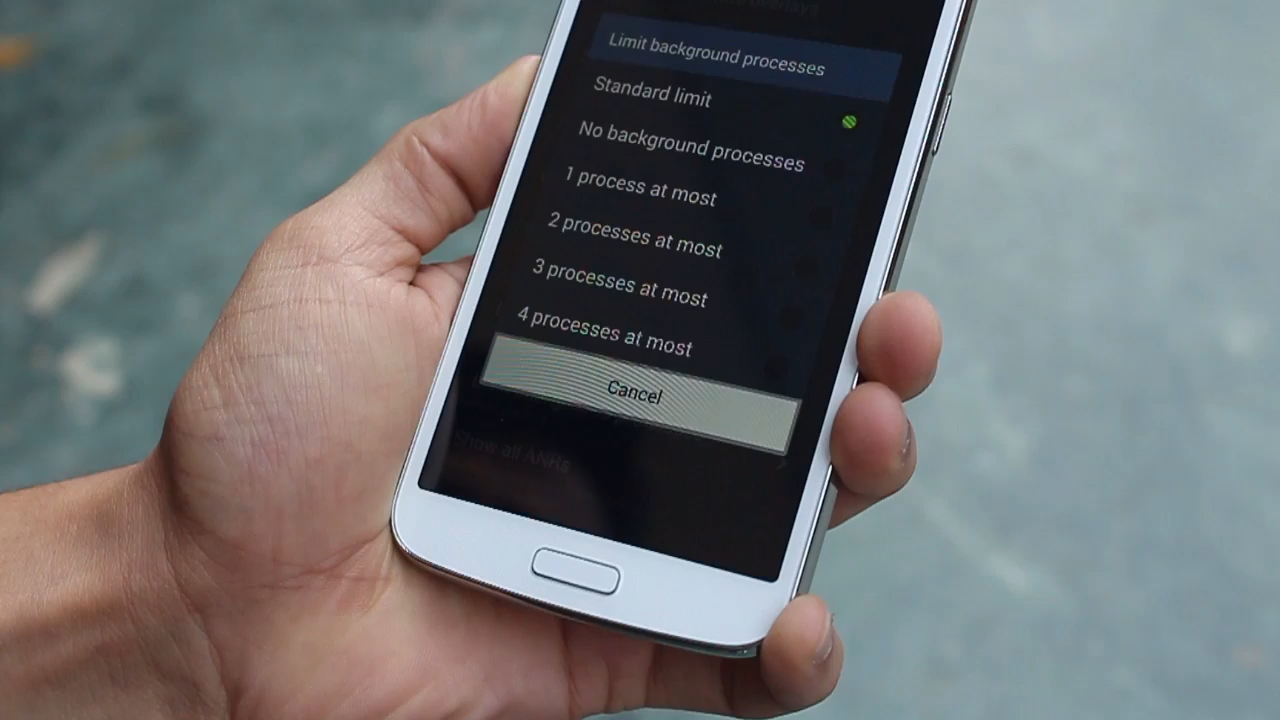 overlays
Limit background processes
Standard limit
No background processes
1 process at most
2 processes at most
3 processes at most
4 processes at most
Cancel
Show all ANRs